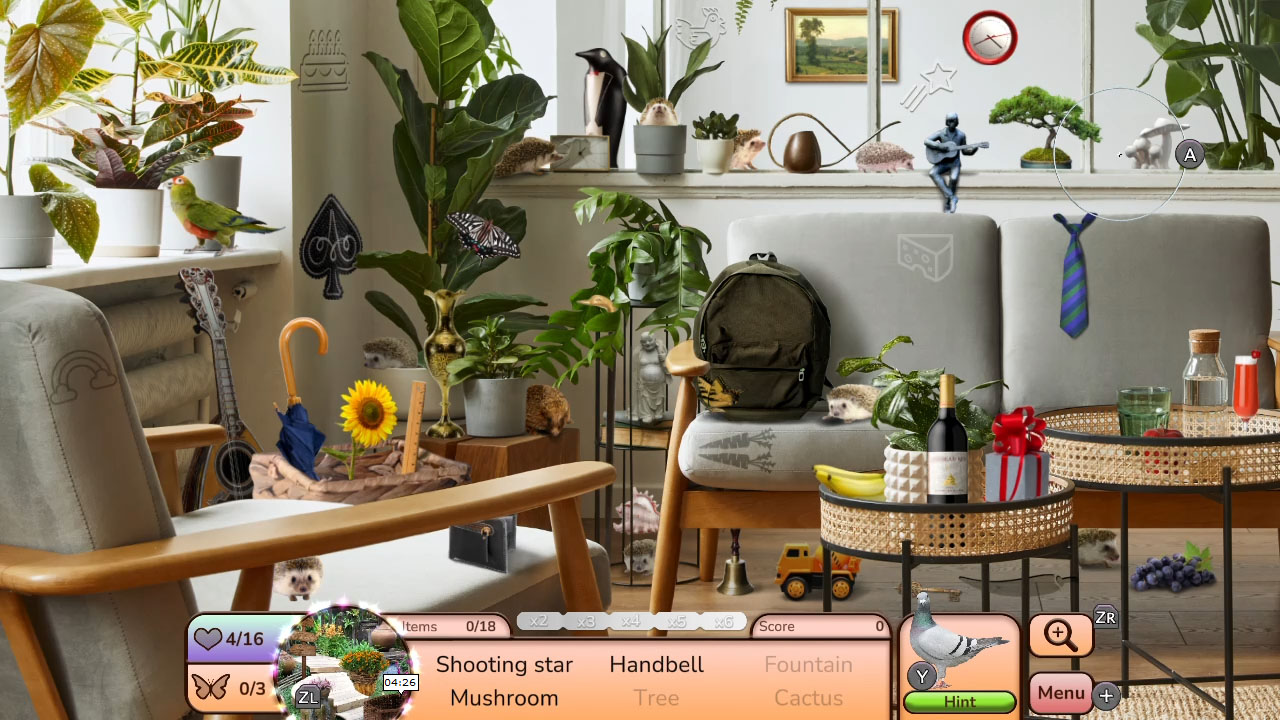 A
ZR
4/16
Items 0/18
x2 x3 x4 x5 x6
Score 0
Shooting star Handbell Fountain
Mushroom Tree Cactus
0/3
04:26
ZL
Y
Hint
Menu